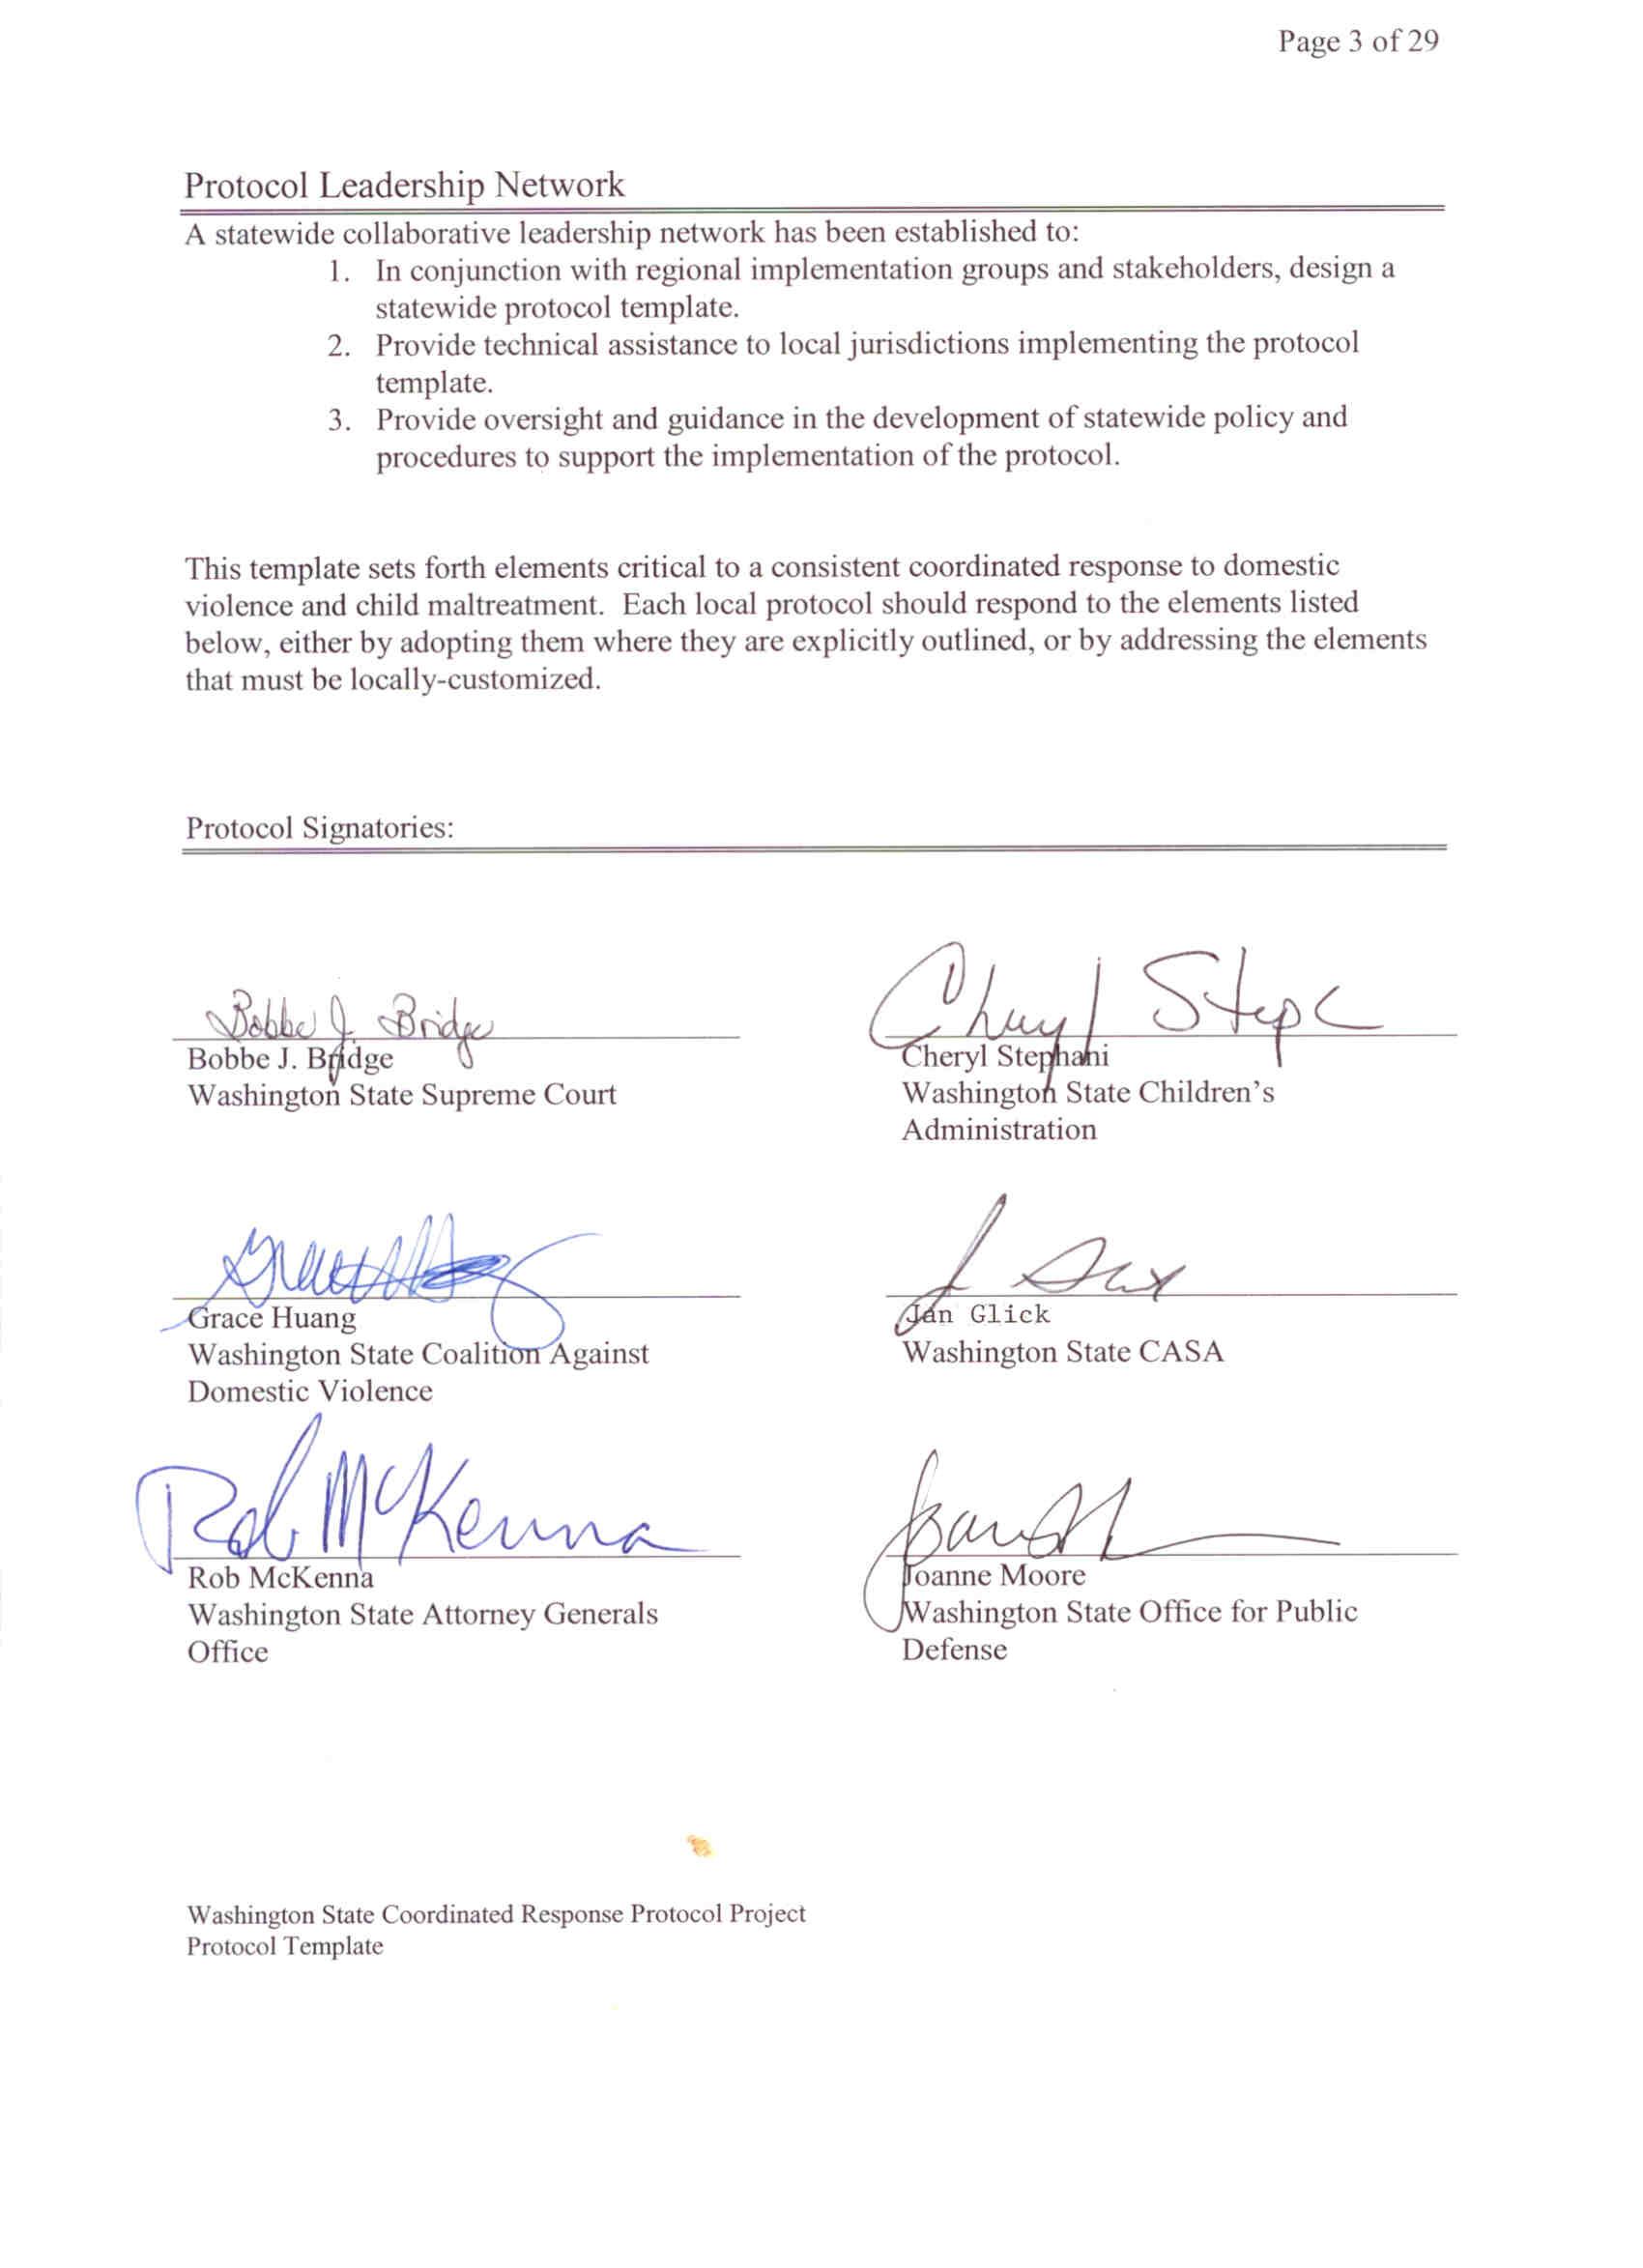 Page 3 of 29
Protocol Leadership Network
A statewide collaborative leadership network has been established to:
1. In conjunction with regional implementation groups and stakeholders, design a
statewide protocol template.
2. Provide technical assistance to local jurisdictions implementing the protocol
template.
3. Provide oversight and guidance in the development of statewide policy and
procedures to support the implementation of the protocol.
This template sets forth elements critical to a consistent coordinated response to domestic
violence and child maltreatment. Each local protocol should respond to the elements listed
below, either by adopting them where they are explicitly outlined, or by addressing the elements
that must be locally-customized.
Protocol Signatories:
Bobbe J. Bridge
Bobbe J. Bridge
Washington State Supreme Court
Cheryl Step
Cheryl Stephani
Washington State Children's
Administration
Grace Huang
Washington State Coalition Against
Domestic Violence
Jan Glick
Washington State CASA
Rob McKenna
Rob McKenna
Washington State Attorney Generals
Office
Joanne Moore
Washington State Office for Public
Defense
Washington State Coordinated Response Protocol Project
Protocol Template